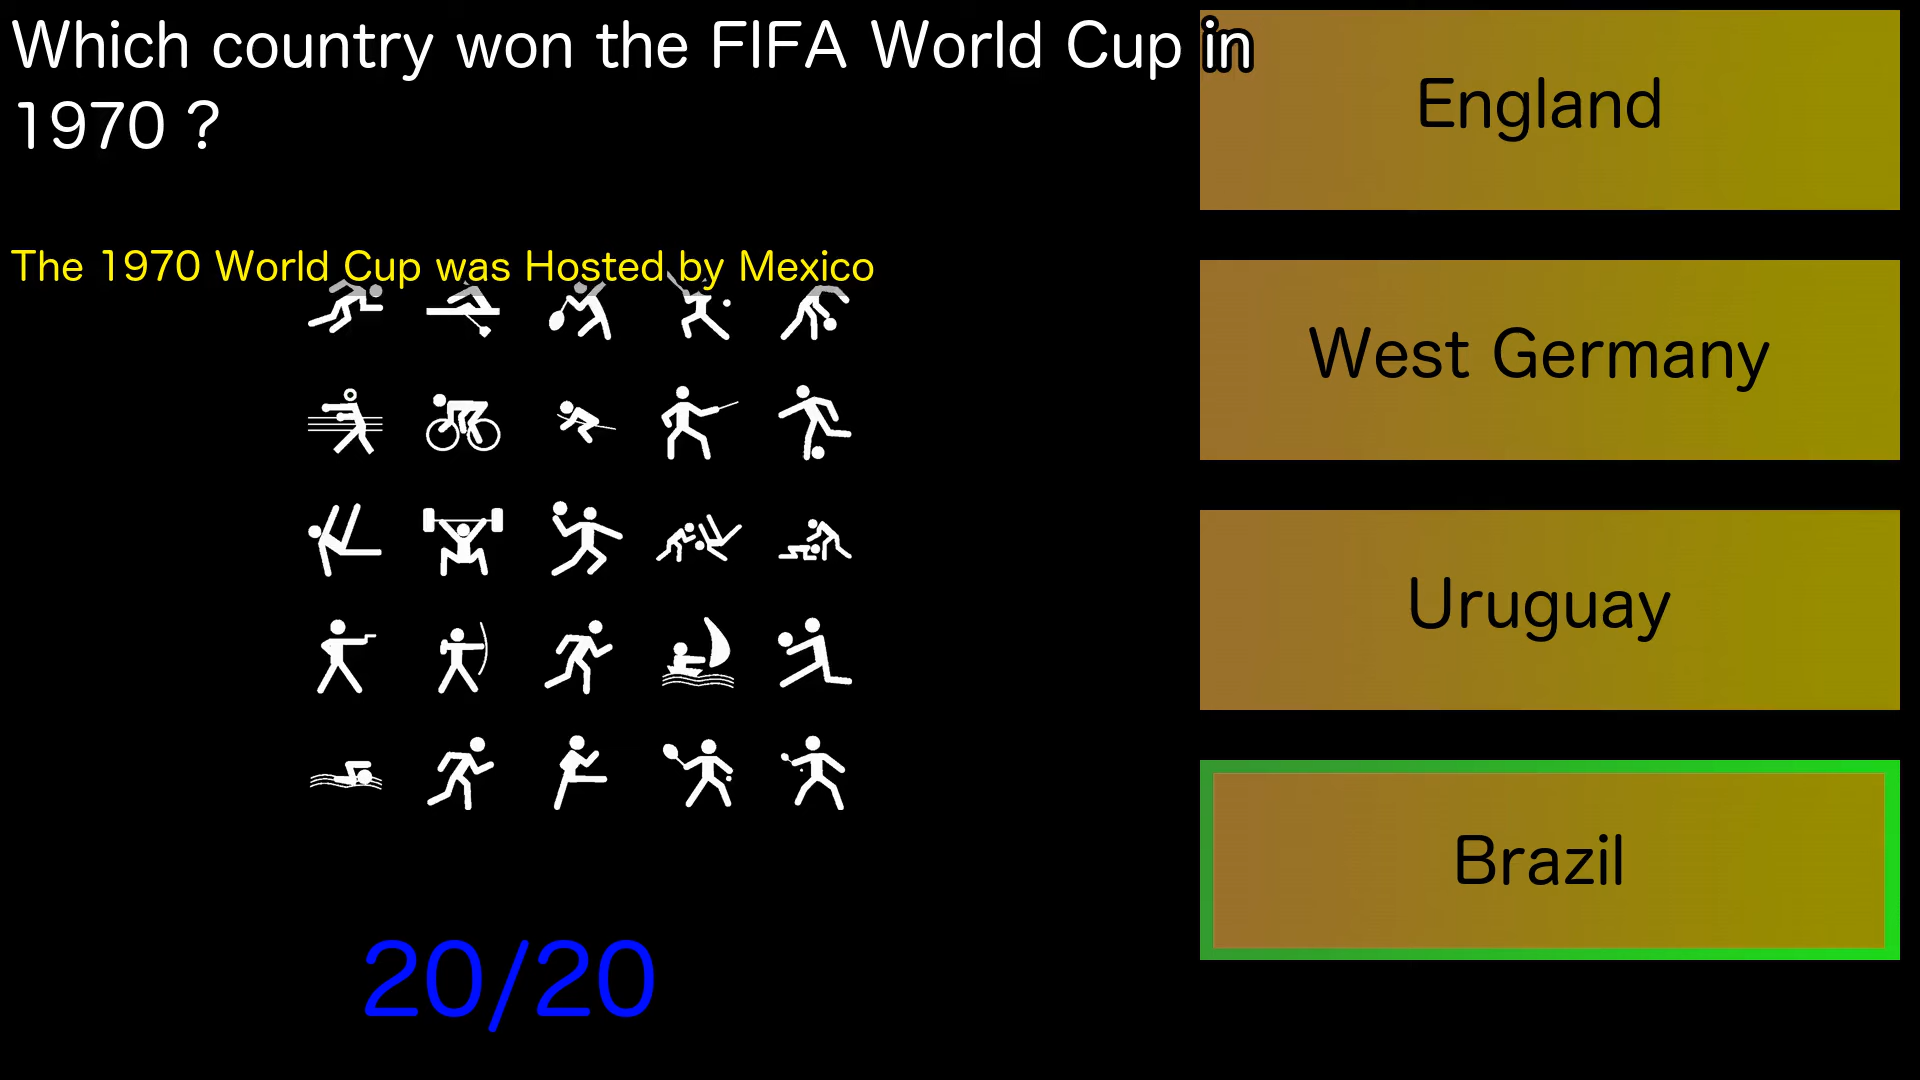 Which country won the FIFA World Cup in
1970 ?
The 1970 World Cup was Hosted by Mexico
England
West Germany
Uruguay
Brazil
20/20